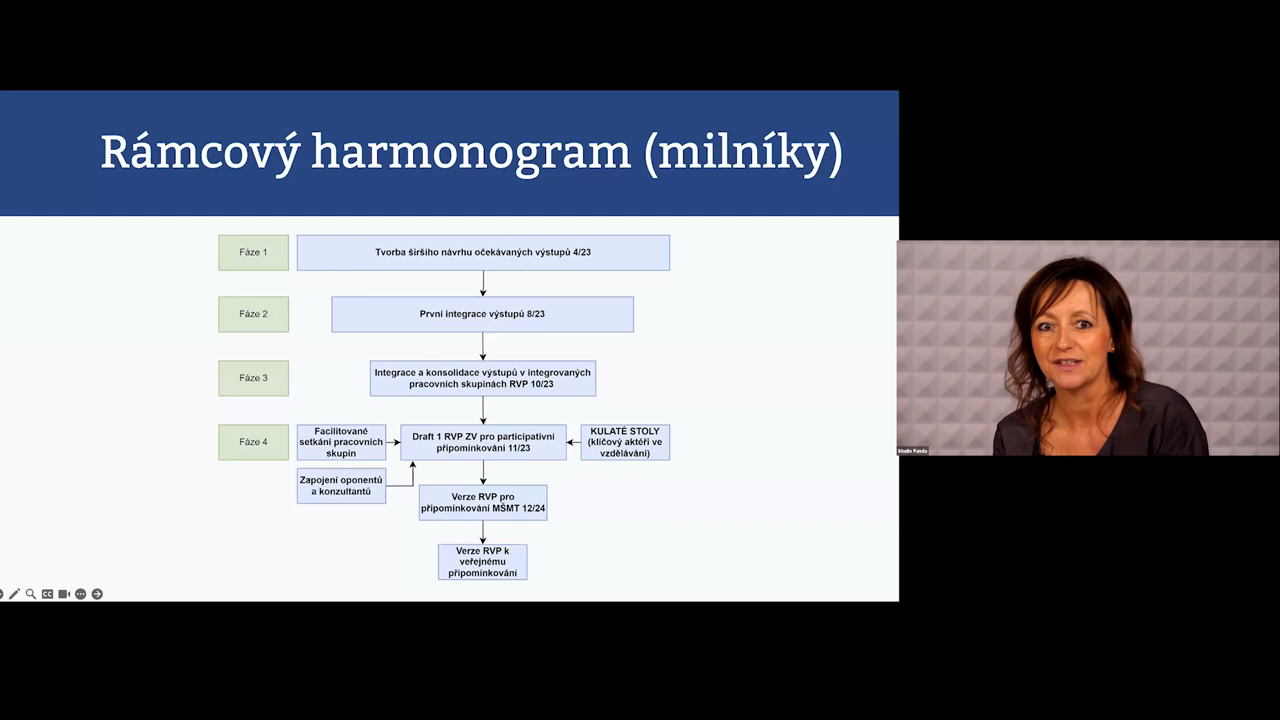 Rámcový harmonogram (milníky)
Fáze 1
Tvorba širšího návrhu očekávaných výstupů 4/23
Fáze 2
První integrace výstupů 8/23
Fáze 3
Integrace a konsolidace výstupů v integrovaných
pracovních skupinách RVP 10/23
Fáze 4
Facilitované
setkání pracovních
skupin
Draft 1 RVP ZV pro participativní
připomínkování 11/23
KULATÉ STOLY
(klíčový aktéři ve
vzdělávání)
Zapojení oponentů
a konzultantů
Verze RVP pro
připomínkování MŠMT 12/24
Verze RVP k
veřejnému
připomínkování
CC
Studio Panda